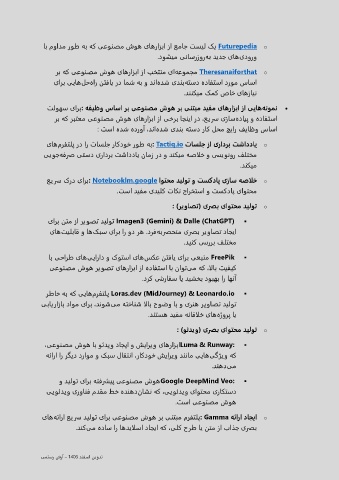 Futurepedia یک لیست جامع از ابزارهای هوش مصنوعی که به طور مداوم با
ورودی‌های جدید به‌روزرسانی میشود.
Theresanaiforthat مجموعه‌ای منتخب از ابزارهای هوش مصنوعی که بر
اساس مورد استفاده دسته‌بندی شده‌اند و به شما در یافتن راه‌حل‌هایی برای
نیازهای خاص کمک میکنند.
نمونه‌هایی از ابزارهای مفید مبتنی بر هوش مصنوعی بر اساس وظیفه :برای سهولت
استفاده و پیاده‌سازی سریع، در اینجا برخی از ابزارهای هوش مصنوعی معتبر که بر
اساس وظایف رایج محل کار دسته بندی شده‌اند، آورده شده است :
یادداشت برداری از جلسات Tactiq.io :به طور خودکار جلسات را در پلتفرم‌های
مختلف رونویسی و خلاصه میکند و در زمان یادداشت برداری دستی صرفه‌جویی
میکند.
خلاصه سازی پادکست و تولید محتوا Notebooklm.google :برای درک سریع
محتوای پادکست و استخراج نکات کلیدی مفید است.
تولید محتوای بصری (تصاویر) :
Imagen3 (Gemini) & Dalle (ChatGPT) تولید تصویر از متن برای
ایجاد تصاویر بصری منحصربه‌فرد. هر دو را برای سبک‌ها و قابلیت‌های
مختلف بررسی کنید.
FreePik منبعی برای یافتن عکس‌های استوک و دارایی‌های طراحی با
کیفیت بالا، که می‌توان با استفاده از ابزارهای تصویر هوش مصنوعی
آنها را بهبود بخشید یا سفارشی کرد.
Loras.dev (MidJourney) & Leonardo.io پلتفرم‌هایی که به خاطر
تولید تصاویر هنری و با وضوح بالا شناخته می‌شوند، برای مواد بازاریابی
یا پروژه‌های خلاقانه مفید هستند.
تولید محتوای بصری (ویدئو) :
Luma & Runway: ابزارهای ویرایش و ایجاد ویدئو با هوش مصنوعی،
که ویژگی‌هایی مانند ویرایش خودکار، انتقال سبک و موارد دیگر را ارائه
می‌دهند.
Google DeepMind Veo: هوش مصنوعی پیشرفته برای تولید و
دستکاری محتوای ویدئویی، که نشان‌دهنده خط مقدم فناوری ویدئویی
هوش مصنوعی است.
ایجاد ارائه Gamma :پلتفرم مبتنی بر هوش مصنوعی برای تولید سریع ارائه‌های
بصری جذاب از متن یا طرح کلی، که ایجاد اسلایدها را ساده می‌کند.